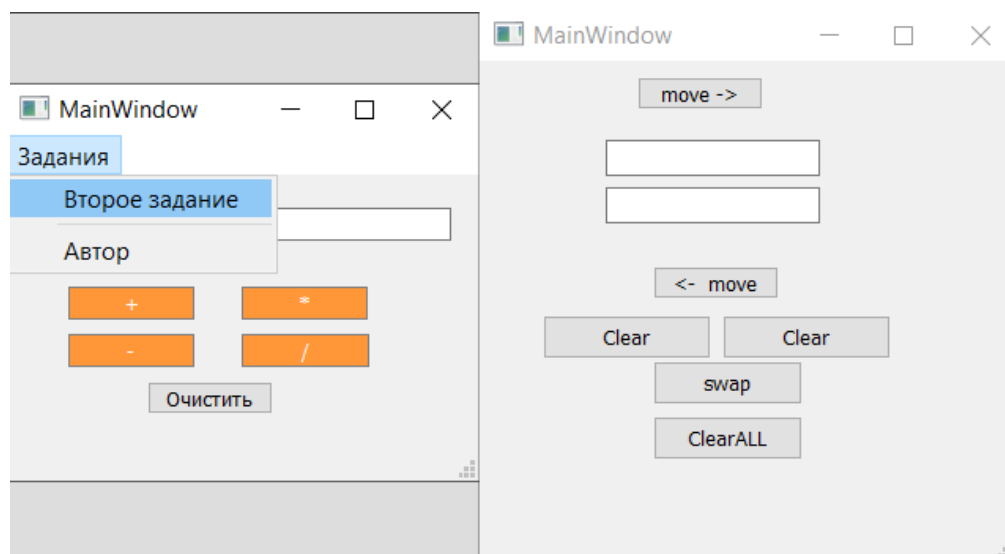 MainWindow
Задания
Второе задание
Автор
+
*
-
/
Очистить
MainWindow
move ->
<- move
Clear
Clear
swap
ClearALL